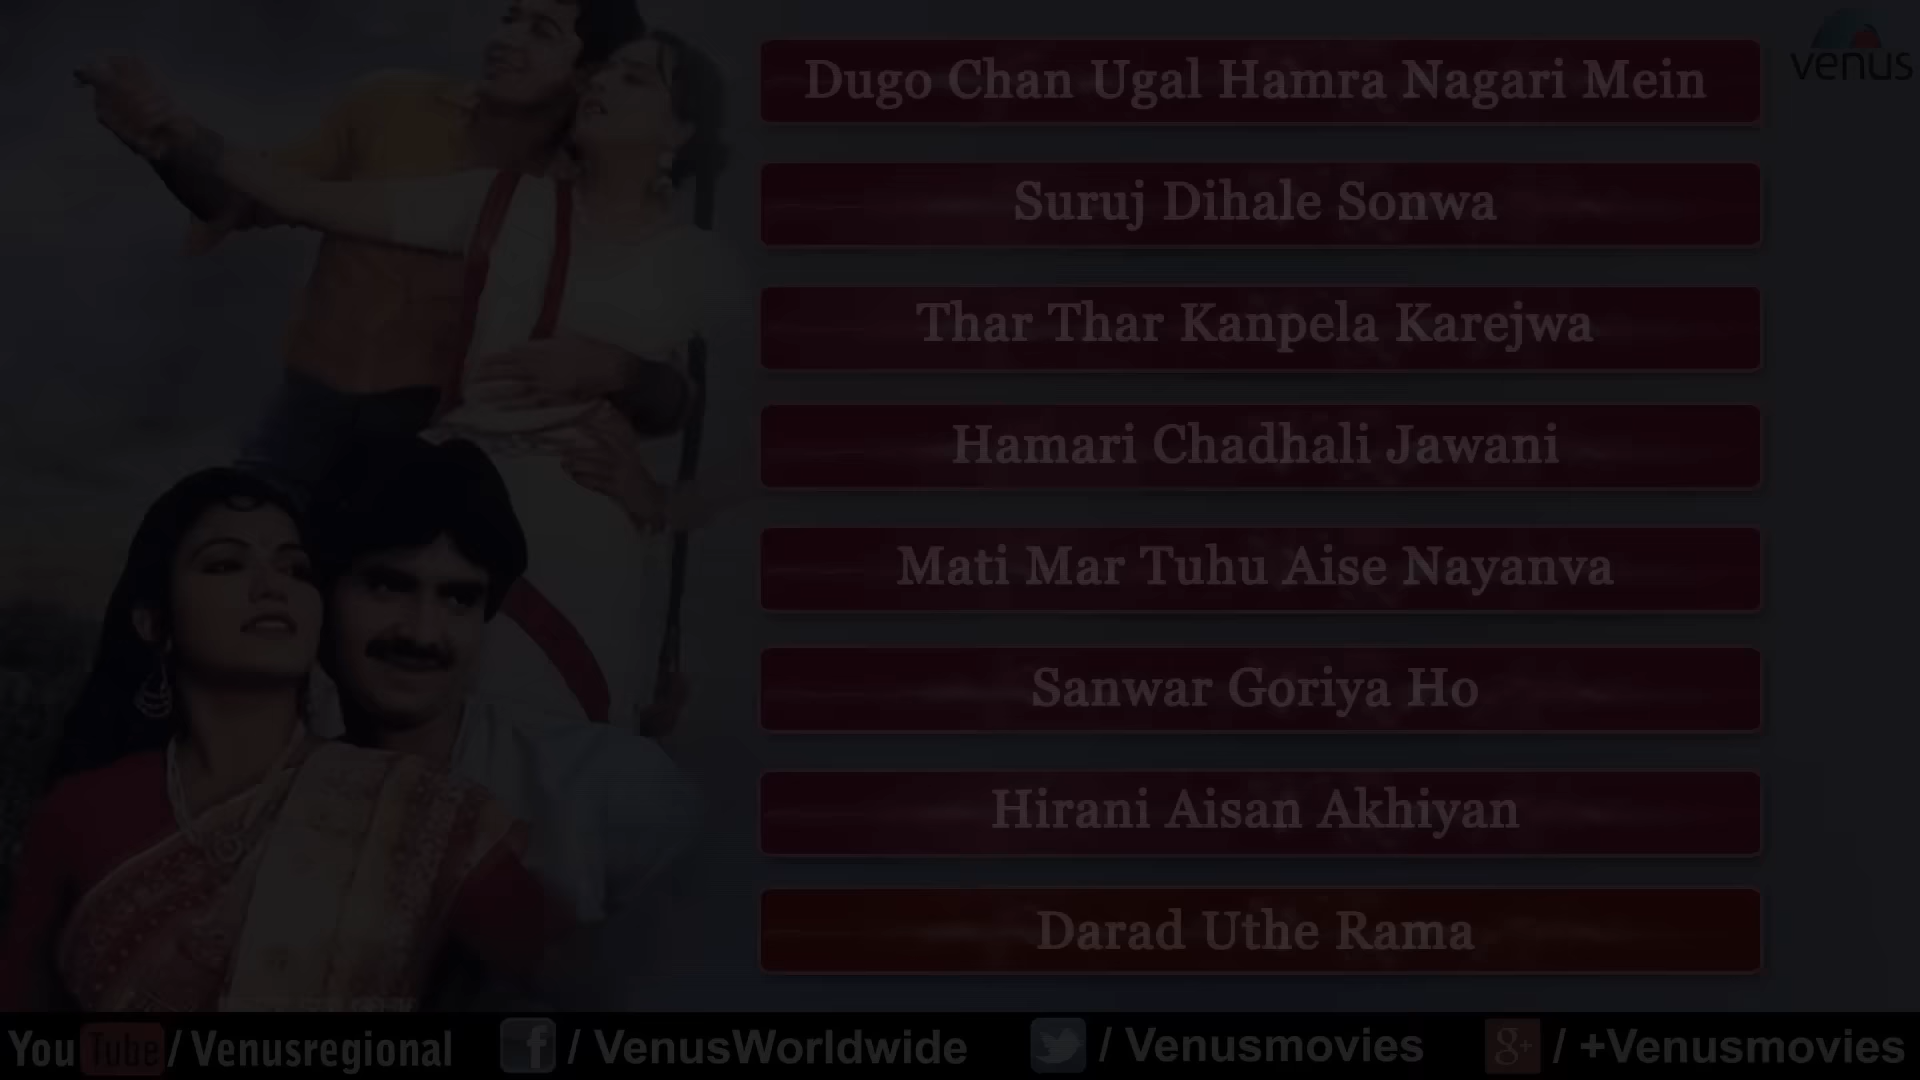 venus
Dugo Chan Ugal Hamra Nagari Mein
Suruj Dihale Sonwa
Thar Thar Kanpela Karejwa
Hamari Chadhali Jawani
Mati Mar Tuhu Aise Nayanva
Sanwar Goriya Ho
Hirani Aisan Akhiyan
Darad Uthe Rama
YouTube / Venusregional f / VenusWorldwide / Venusmovies g+ / +Venusmovies